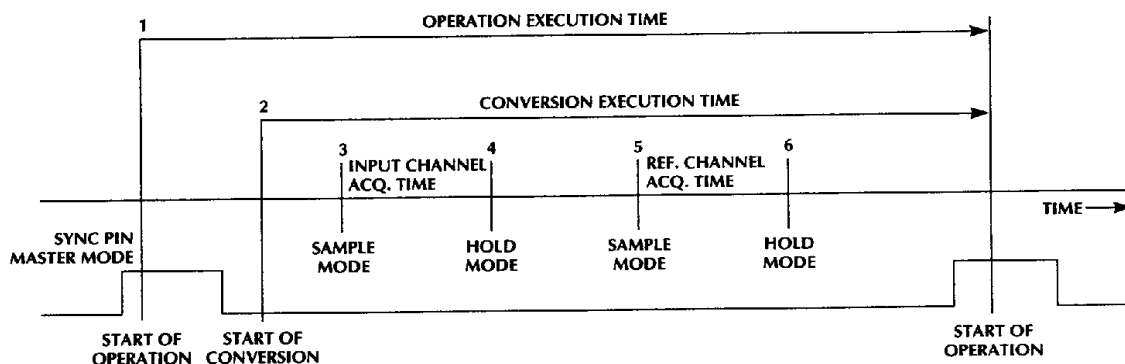 1
OPERATION EXECUTION TIME
2
CONVERSION EXECUTION TIME
3
INPUT CHANNEL
ACQ. TIME
4
5
REF. CHANNEL
ACQ. TIME
6
TIME
SYNC PIN
MASTER MODE
SAMPLE
MODE
HOLD
MODE
SAMPLE
MODE
HOLD
MODE
START OF
OPERATION
START OF
CONVERSION
START OF
OPERATION